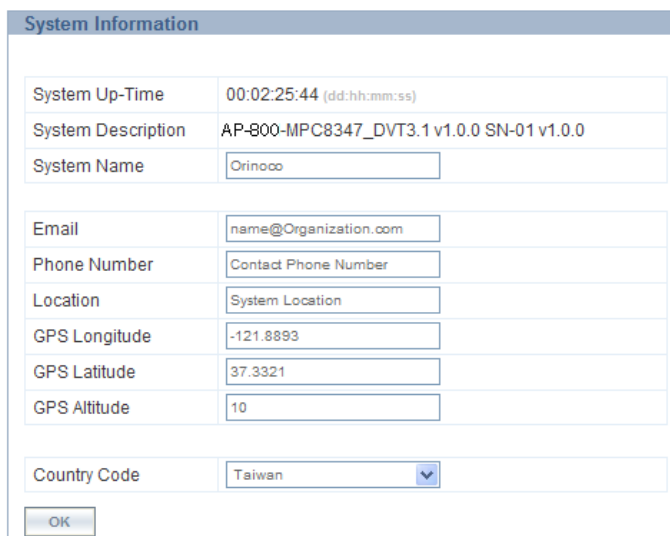 System Information
System Up-Time 00:02:25:44 (dd:hh:mm:ss)
System Description AP-800-MPC8347_DVT3.1 v1.0.0 SN-01 v1.0.0
System Name Orinoco
Email name@Organization.com
Phone Number Contact Phone Number
Location System Location
GPS Longitude -121.8893
GPS Latitude 37.3321
GPS Altitude 10
Country Code Taiwan
OK